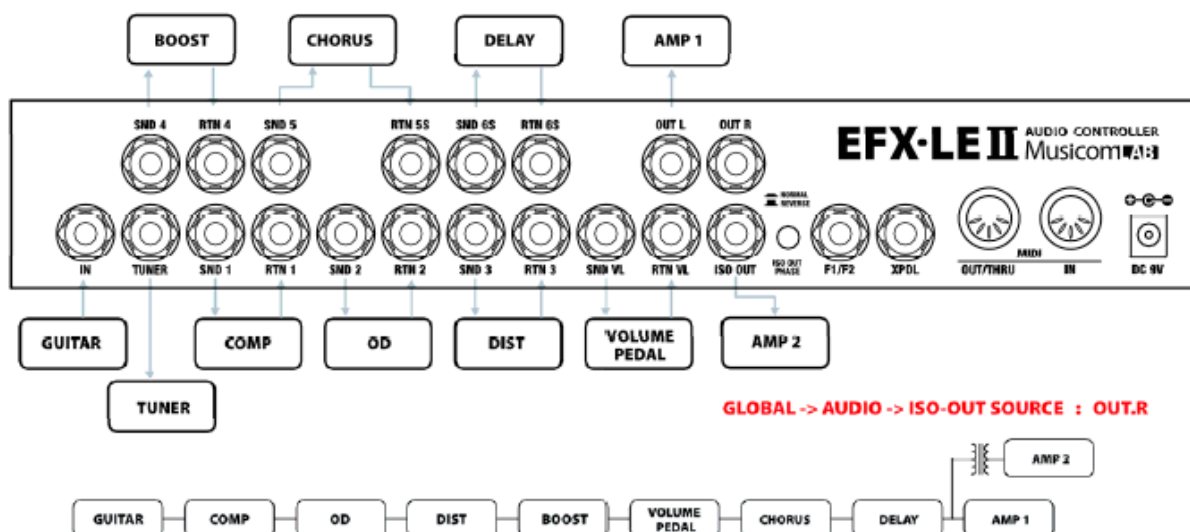 BOOST
CHORUS
DELAY
AMP 1
SND 4
RTN 4
SND 5
RTN 5S
SND 6S
RTN 6S
OUT L
OUT R
EFX-LE II AUDIO CONTROLLER
MusicomLAB
NORMAL
REVERSE
IN
TUNER
SND 1
RTN 1
SND 2
RTN 2
SND 3
RTN 3
SND VL
RTN VL
ISO OUT
ISO OUT
PHASE
F1/F2
XPDL
MIDI
OUT/THRU
IN
DC 9V
GUITAR
COMP
OD
DIST
VOLUME
PEDAL
AMP 2
TUNER
GLOBAL -> AUDIO -> ISO-OUT SOURCE : OUT.R
AMP 2
GUITAR
COMP
OD
DIST
BOOST
VOLUME
PEDAL
CHORUS
DELAY
AMP 1